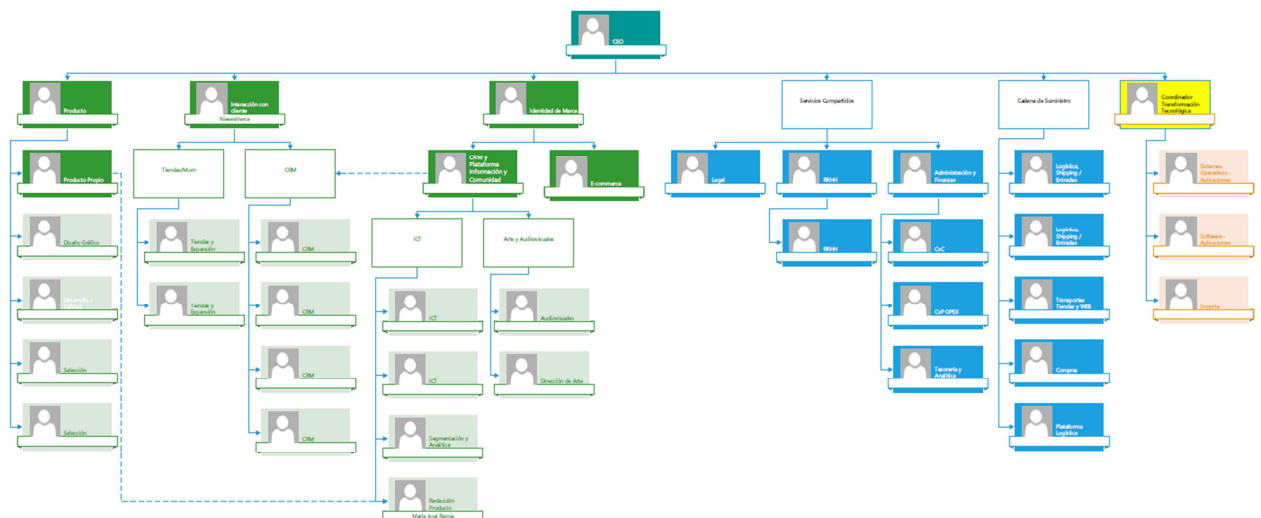 CEO
Producto
Interacción con
cliente
Identidad de Marca
Servicios Compartidos
Cadena de Suministro
Coordinador
Transformación
Tecnológica
Producto Propio
Tiendas/Mom
CRM
CRM y
Plataforma
Información y
Comunidad
E-commerce
Legal
RRHH
Administración y
Finanzas
Logística,
Shipping /
Entradas
Sistemas
Operativos -
Aplicaciones
Diseño Gráfico
Tiendas y
Expansión
CRM
ICT
Arte y Audiovisuales
RRHH
CxC
Logística,
Shipping /
Entradas
Software -
Aplicaciones
Desarrollo /
Calidad
Tiendas y
Expansión
CRM
ICT
Audiovisuales
CxP OPEX
Transportes
Tiendas y WEB
Soporte
Selección
CRM
ICT
Dirección de Arte
Tesorería y
Analítica
Compras
Selección
CRM
Segmentación y
Analítica
Plataforma
Logística
Redacción
Producto